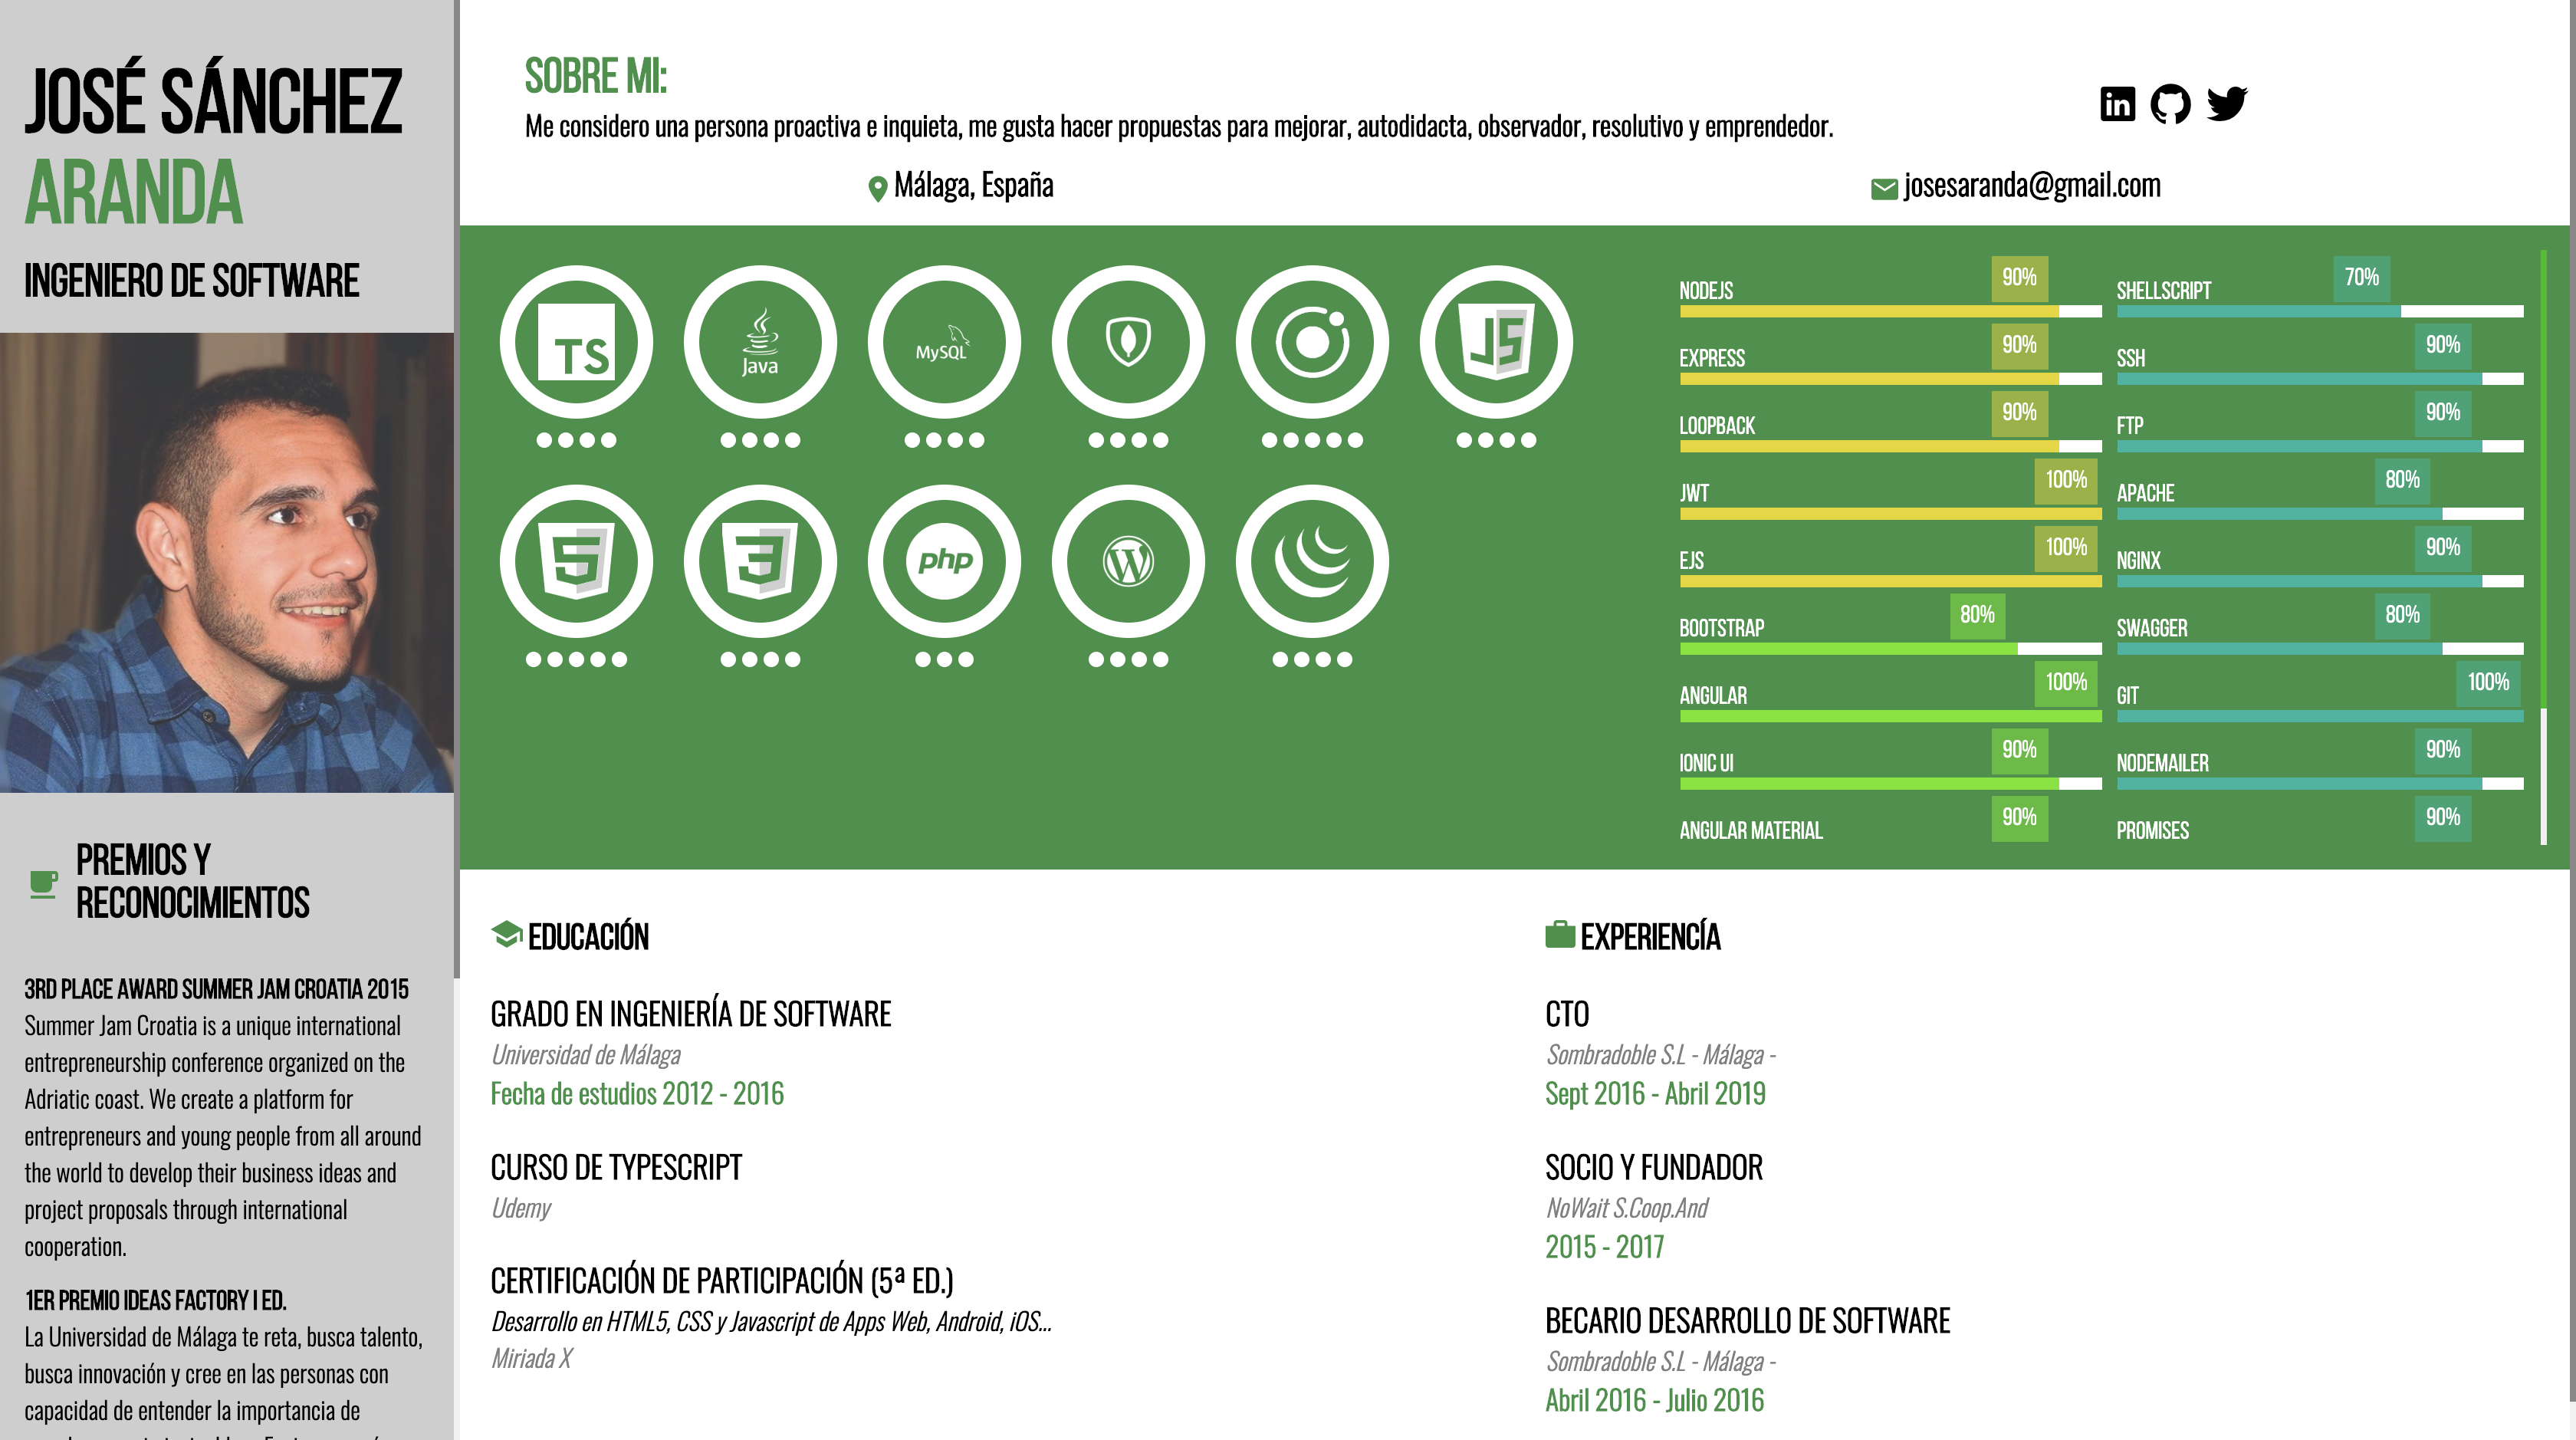 JOSÉ SÁNCHEZ
ARANDA
INGENIERO DE SOFTWARE
PREMIOS Y
RECONOCIMIENTOS
3RD PLACE AWARD SUMMER JAM CROATIA 2015
Summer Jam Croatia is a unique international
entrepreneurship conference organized on the
Adriatic coast. We create a platform for
entrepreneurs and young people from all around
the world to develop their business ideas and
project proposals through international
cooperation.
1ER PREMIO IDEAS FACTORY I ED.
La Universidad de Málaga te reta, busca talento,
busca innovación y cree en las personas con
capacidad de entender la importancia de
SOBRE MI:
Me considero una persona proactiva e inquieta, me gusta hacer propuestas para mejorar, autodidacta, observador, resolutivo y emprendedor.
in
Málaga, España
josesaranda@gmail.com
TS
Java
MySQL
JS
5
3
php
W
NODEJS 90%
EXPRESS 90%
LOOPBACK 90%
JWT 100%
EJS 100%
BOOTSTRAP 80%
ANGULAR 100%
IONIC UI 90%
ANGULAR MATERIAL 90%
SHELLSCRIPT 70%
SSH 90%
FTP 90%
APACHE 80%
NGINX 90%
SWAGGER 80%
GIT 100%
NODEMAILER 90%
PROMISES 90%
EDUCACIÓN
GRADO EN INGENIERÍA DE SOFTWARE
Universidad de Málaga
Fecha de estudios 2012 - 2016
CURSO DE TYPESCRIPT
Udemy
CERTIFICACIÓN DE PARTICIPACIÓN (5ª ED.)
Desarrollo en HTML5, CSS y Javascript de Apps Web, Android, iOS...
Miriada X
EXPERIENCÍA
CTO
Sombradoble S.L - Málaga -
Sept 2016 - Abril 2019
SOCIO Y FUNDADOR
NoWait S.Coop.And
2015 - 2017
BECARIO DESARROLLO DE SOFTWARE
Sombradoble S.L - Málaga -
Abril 2016 - Julio 2016